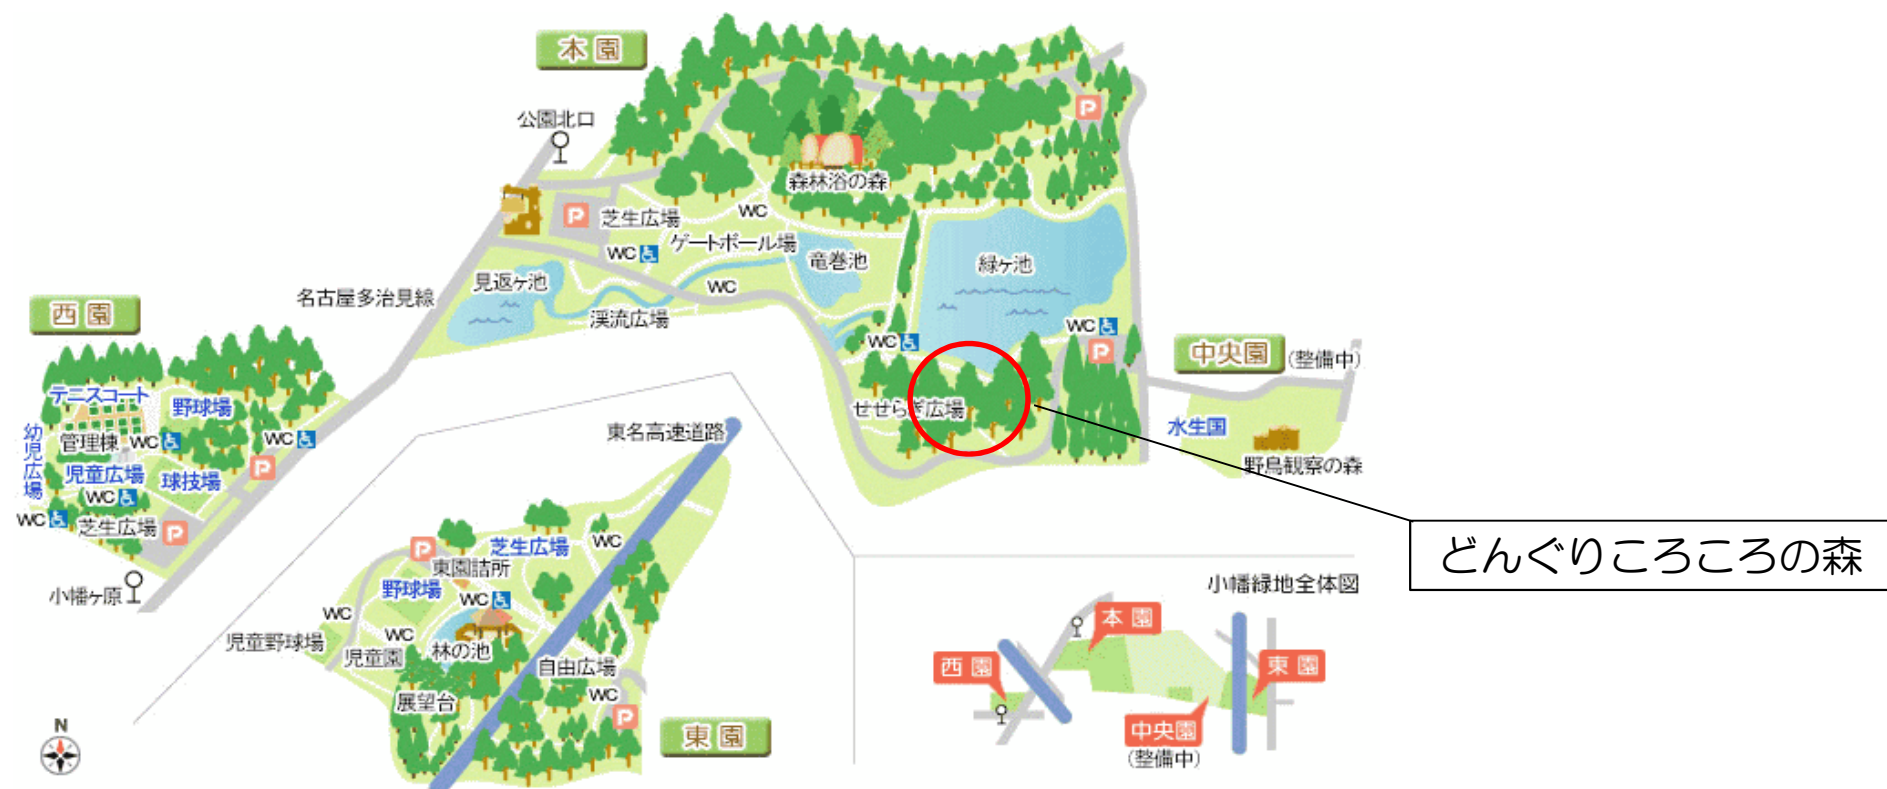 本園
公園北口
森林浴の森
P
P
芝生広場
WC
ゲートボール場
WC
竜巻池
緑ヶ池
見返ヶ池
WC
名古屋多治見線
渓流広場
WC
WC
P
せせらぎ広場
中央園
(整備中)
水生国
野鳥観察の森
どんぐりころころの森
西園
テニスコート
野球場
幼児広場
管理棟
WC
WC
児童広場
球技場
P
WC
WC
芝生広場
P
小幡ヶ原
東名高速道路
P
芝生広場
WC
東園詰所
野球場
WC
WC
WC
児童野球場
児童園
林の池
自由広場
展望台
WC
P
東園
N
小幡緑地全体図
本園
西園
東園
中央園
(整備中)